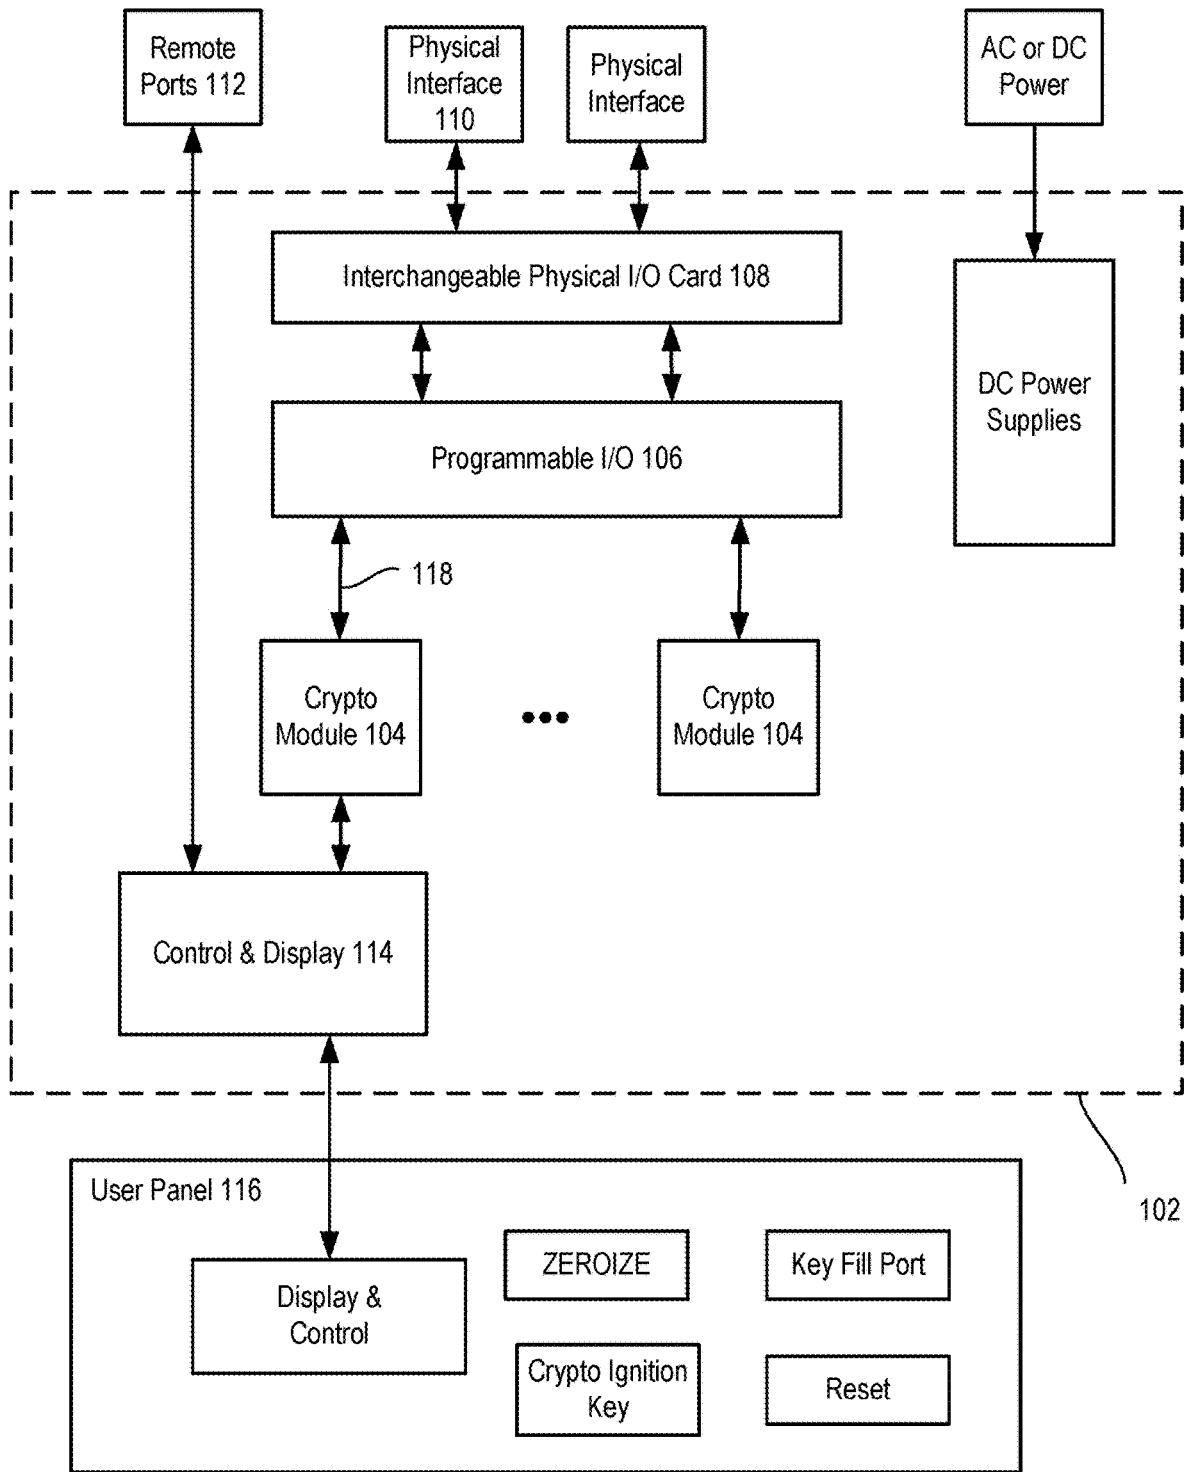 Remote
Ports 112
Physical
Interface
110
Physical
Interface
AC or DC
Power
Interchangeable Physical I/O Card 108
DC Power
Supplies
Programmable I/O 106
118
Crypto
Module 104
Crypto
Module 104
Control & Display 114
102
User Panel 116
ZEROIZE
Key Fill Port
Display &
Control
Crypto Ignition
Key
Reset